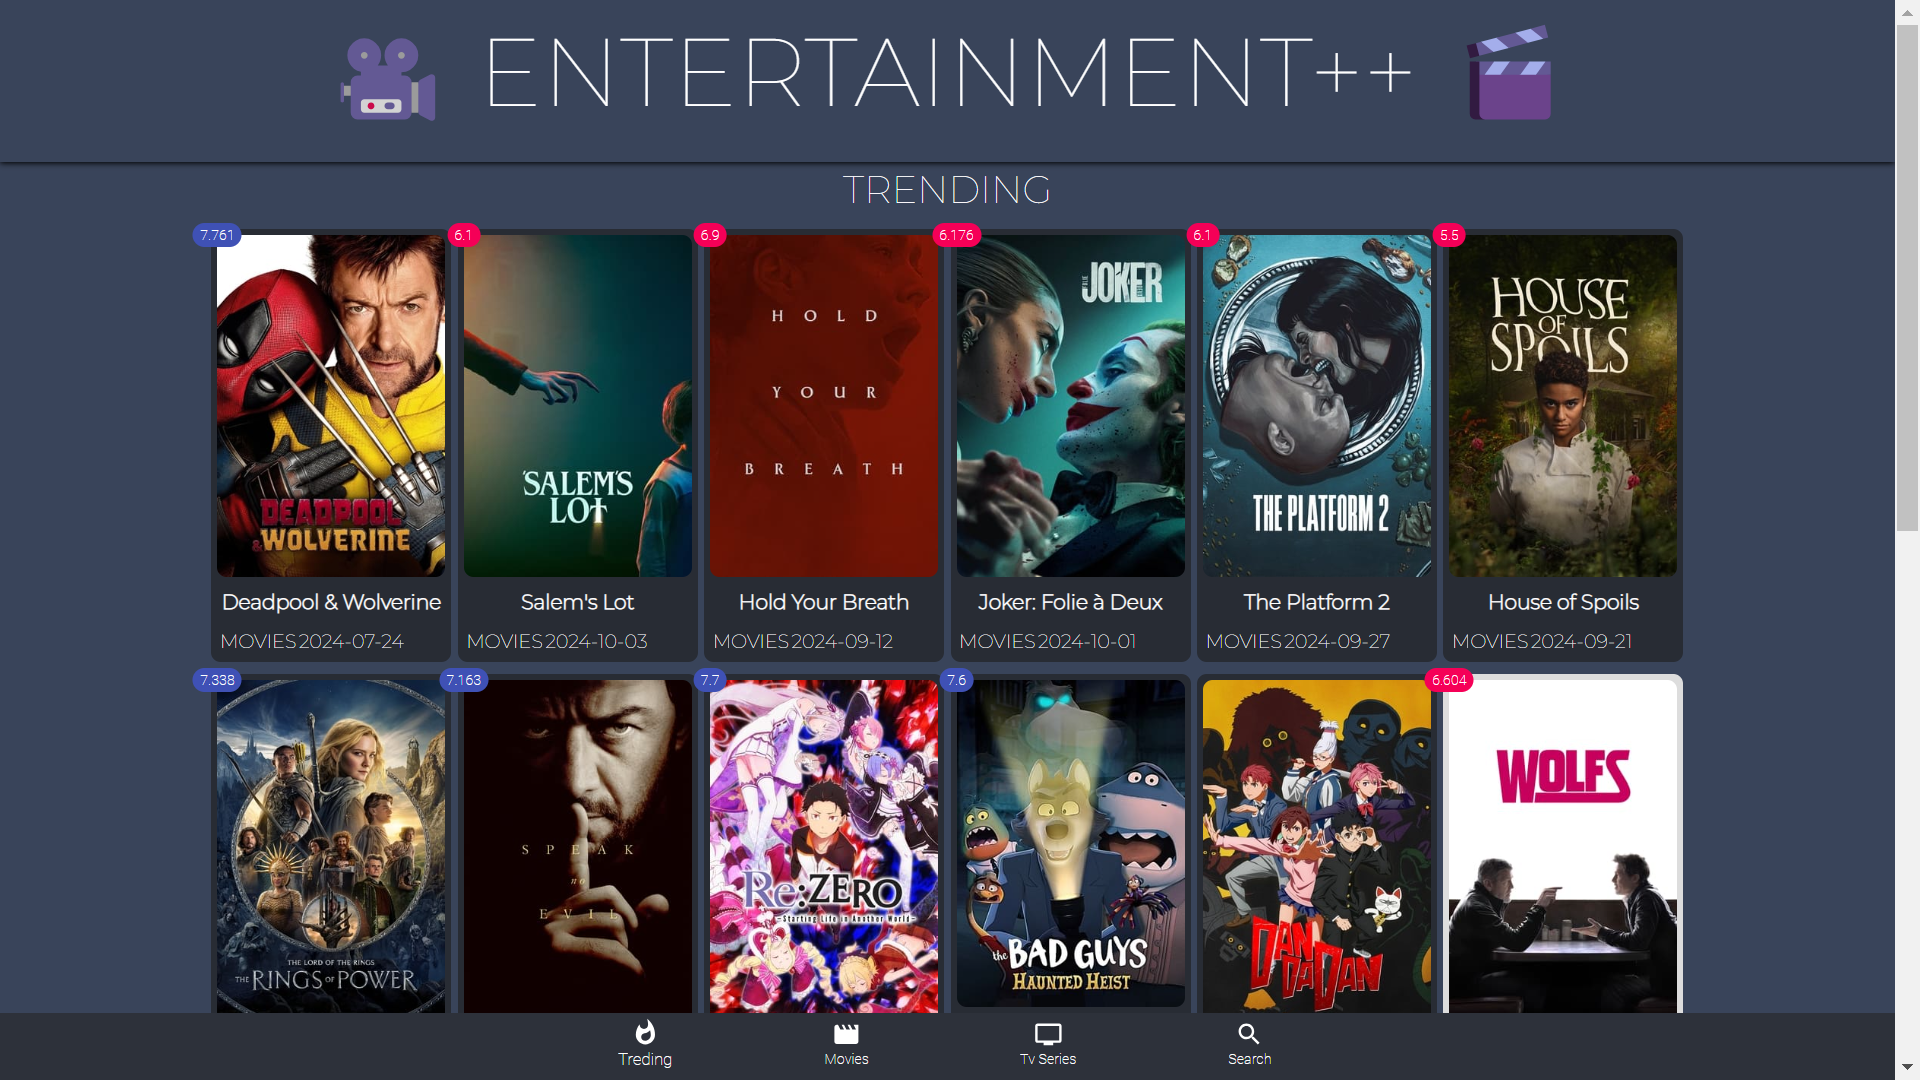 ENTERTAINMENT++
TRENDING
7.761
6.1
6.9
6.176
6.1
5.5
DEADPOOL
& WOLVERINE
'SALEM'S
LOT
HOLD
YOUR
BREATH
JOKER
FOLIE À DEUX
THE PLATFORM 2
HOUSE
OF
SPOILS
Deadpool & Wolverine
Salem's Lot
Hold Your Breath
Joker: Folie à Deux
The Platform 2
House of Spoils
MOVIES 2024-07-24
MOVIES 2024-10-03
MOVIES 2024-09-12
MOVIES 2024-10-01
MOVIES 2024-09-27
MOVIES 2024-09-21
7.338
7.163
7.7
7.6
6.604
THE LORD OF THE RINGS
THE RINGS OF POWER
SPEAK
no
EVIL
Re:ZERO
~Starting Life in Another World~
the BAD GUYS
HAUNTED HEIST
DAN
DADAN
WOLFS
Treding
Movies
Tv Series
Search